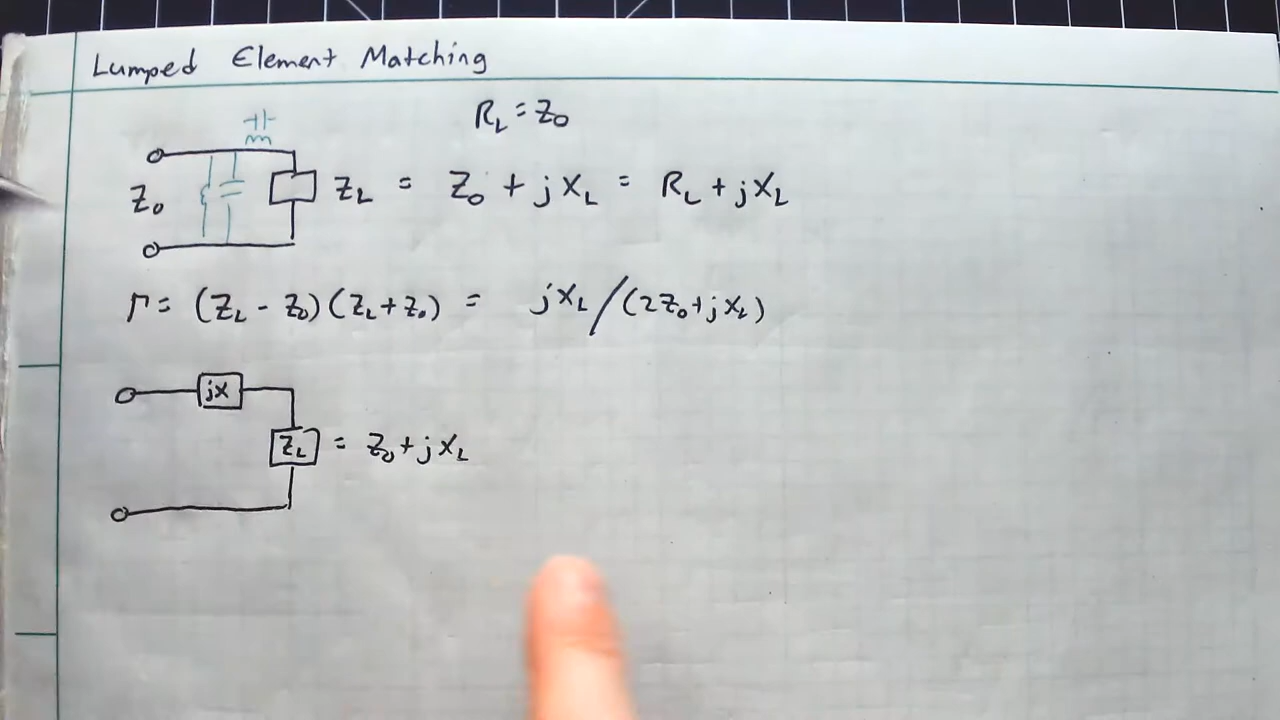 Lumped Element Matching
R_L = Z_0
Z_0 Z_L = Z_0 + jX_L = R_L + jX_L
Γ = (Z_L - Z_0)(Z_L + Z_0) = jX_L/(2Z_0 + jX_L)
jX
Z_L = Z_0 + jX_L